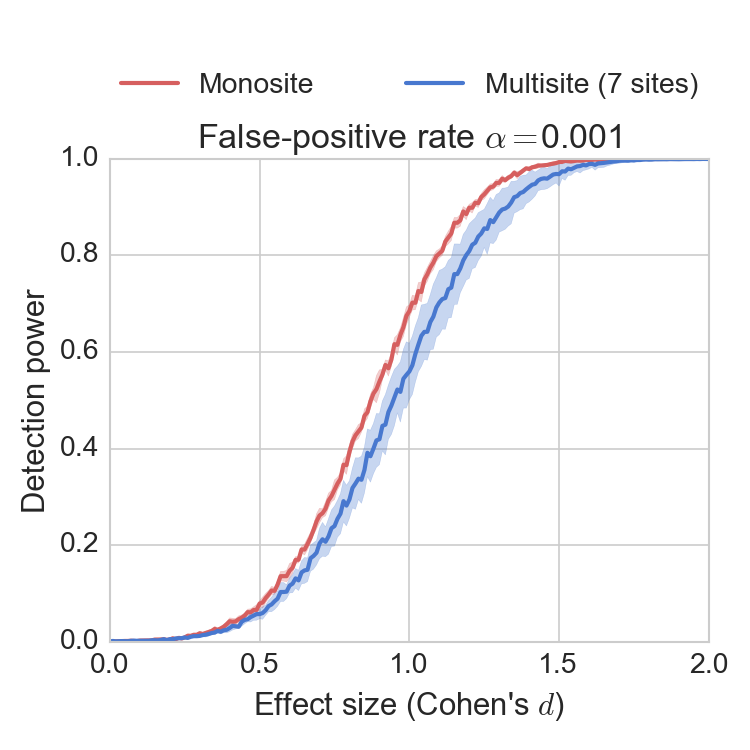 Monosite Multisite (7 sites)
False-positive rate α=0.001
1.0
0.8
0.6
0.4
0.2
0.0
Detection power
0.0 0.5 1.0 1.5 2.0
Effect size (Cohen's d)